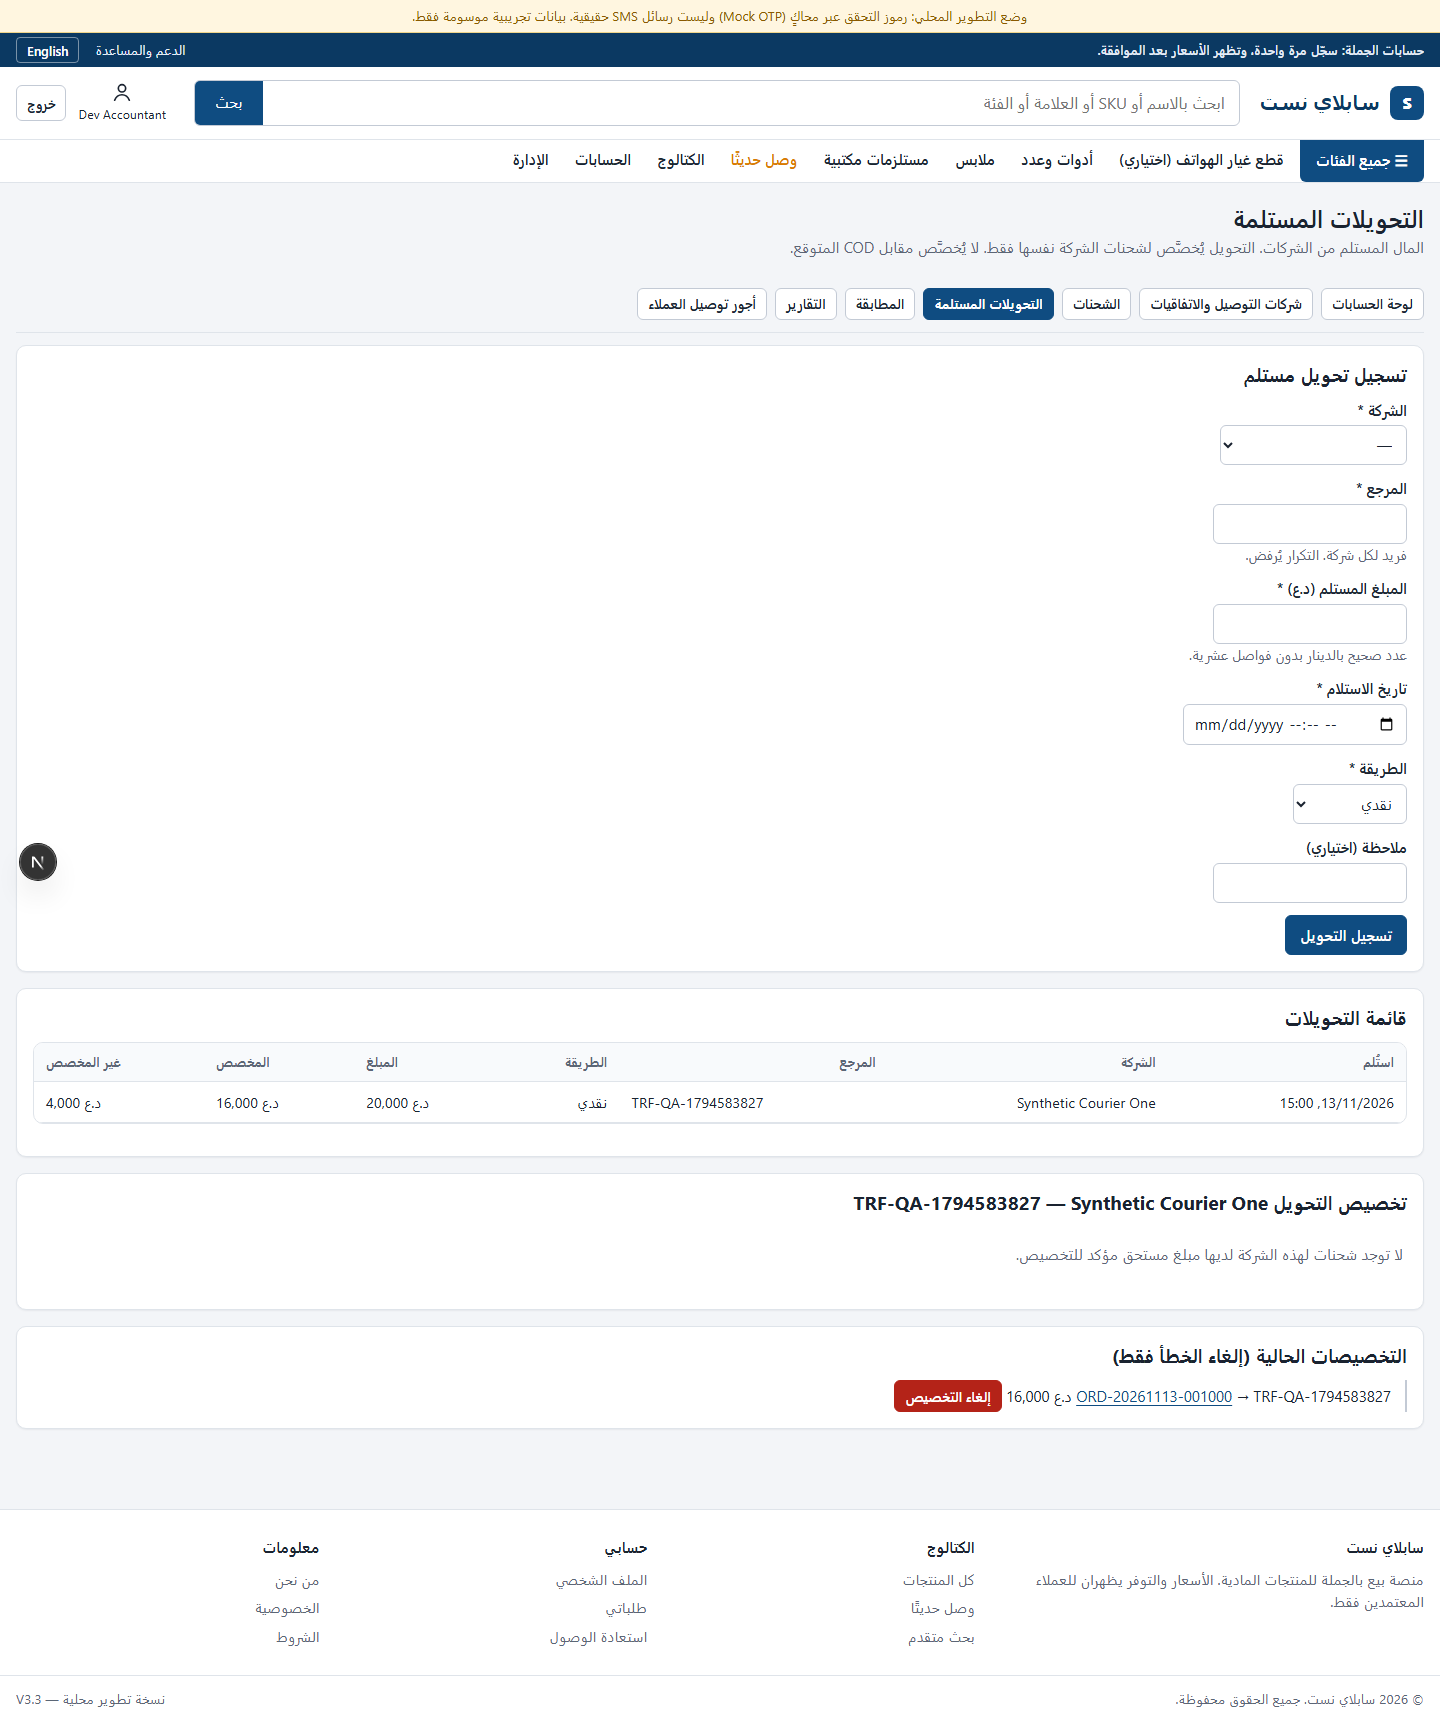 وضع التطوير المحلي: رموز التحقق عبر محاكٍ (Mock OTP) وليست رسائل SMS حقيقية. بيانات تجريبية موسومة فقط.
حسابات الجملة: سجّل مرة واحدة، وتظهر الأسعار بعد الموافقة.
الدعم والمساعدة
English
سابلاي نست
ابحث بالاسم أو SKU أو العلامة أو الفئة
بحث
Dev Accountant
خروج
☰ جميع الفئات
قطع غيار الهواتف (اختياري)
أدوات وعدد
ملابس
مستلزمات مكتبية
وصل حديثًا
الكتالوج
الحسابات
الإدارة
التحويلات المستلمة
المال المستلم من الشركات. التحويل يُخصَّص لشحنات الشركة نفسها فقط. لا يُخصَّص مقابل COD المتوقع.
لوحة الحسابات
شركات التوصيل والاتفاقيات
الشحنات
التحويلات المستلمة
المطابقة
التقارير
أجور توصيل العملاء
تسجيل تحويل مستلم
الشركة *
—
المرجع *
فريد لكل شركة. التكرار يُرفض.
المبلغ المستلم (د.ع) *
عدد صحيح بالدينار بدون فواصل عشرية.
تاريخ الاستلام *
mm/dd/yyyy --:-- --
الطريقة *
نقدي
ملاحظة (اختياري)
تسجيل التحويل
N
قائمة التحويلات
استُلم الشركة المرجع الطريقة المبلغ المخصص غير المخصص
13/11/2026, 15:00 Synthetic Courier One TRF-QA-1794583827 نقدي 20,000 د.ع 16,000 د.ع 4,000 د.ع
تخصيص التحويل TRF-QA-1794583827 — Synthetic Courier One
لا توجد شحنات لهذه الشركة لديها مبلغ مستحق مؤكد للتخصيص.
التخصيصات الحالية (إلغاء الخطأ فقط)
TRF-QA-1794583827 → ORD-20261113-001000 16,000 د.ع إلغاء التخصيص
سابلاي نست
منصة بيع بالجملة للمنتجات المادية. الأسعار والتوفر يظهران للعملاء
المعتمدين فقط.
الكتالوج
كل المنتجات
وصل حديثًا
بحث متقدم
حسابي
الملف الشخصي
طلباتي
استعادة الوصول
معلومات
من نحن
الخصوصية
الشروط
© 2026 سابلاي نست. جميع الحقوق محفوظة.
نسخة تطوير محلية — V3.3